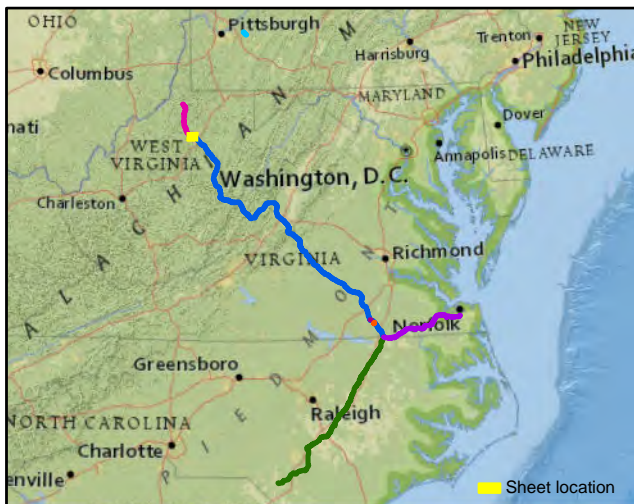 OHIO
Pittsburgh
NEW
JERSEY
Trenton
Harrisburg
Philadelphia
Columbus
MARYLAND
Dover
nati
WEST
VIRGINIA
Annapolis
DELAWARE
Washington, D.C.
Charleston
Richmond
VIRGINIA
Norfolk
Greensboro
Raleigh
NORTH CAROLINA
Charlotte
enville
A L A C H I A N M
P I E D M O N T
Sheet location